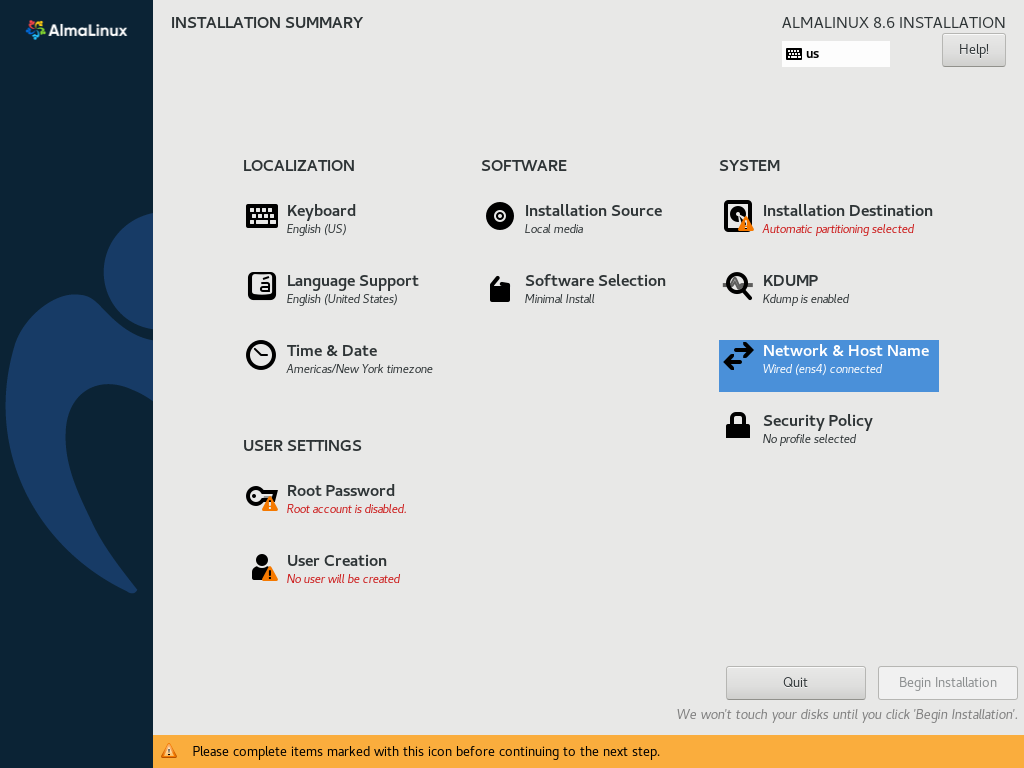 AlmaLinux
INSTALLATION SUMMARY
ALMALINUX 8.6 INSTALLATION
us
Help!
LOCALIZATION
Keyboard
English (US)
Language Support
English (United States)
Time & Date
Americas/New York timezone
SOFTWARE
Installation Source
Local media
Software Selection
Minimal Install
SYSTEM
Installation Destination
Automatic partitioning selected
KDUMP
Kdump is enabled
Network & Host Name
Wired (ens4) connected
Security Policy
No profile selected
USER SETTINGS
Root Password
Root account is disabled.
User Creation
No user will be created
Quit
Begin Installation
We won't touch your disks until you click 'Begin Installation'.
Please complete items marked with this icon before continuing to the next step.